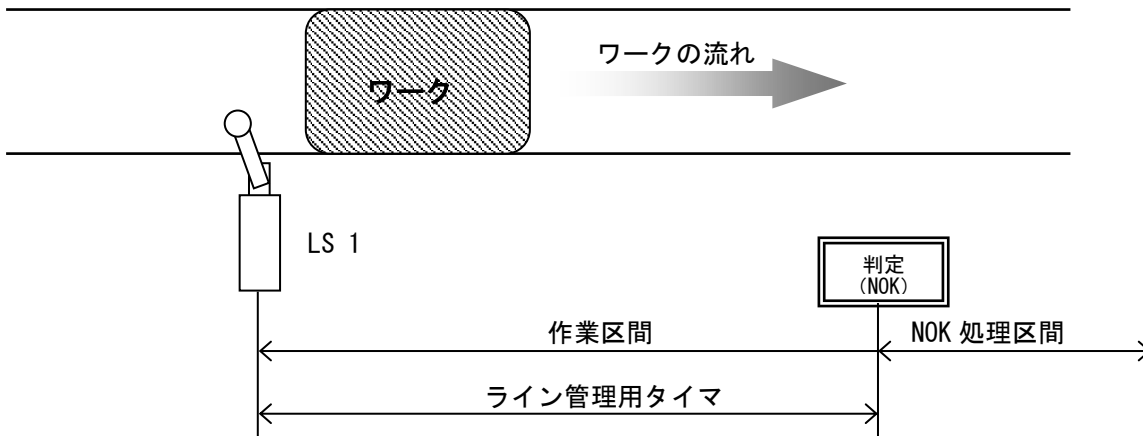 ワークの流れ
ワーク
LS 1
判定
(NOK)
作業区間
NOK 処理区間
ライン管理用タイマ